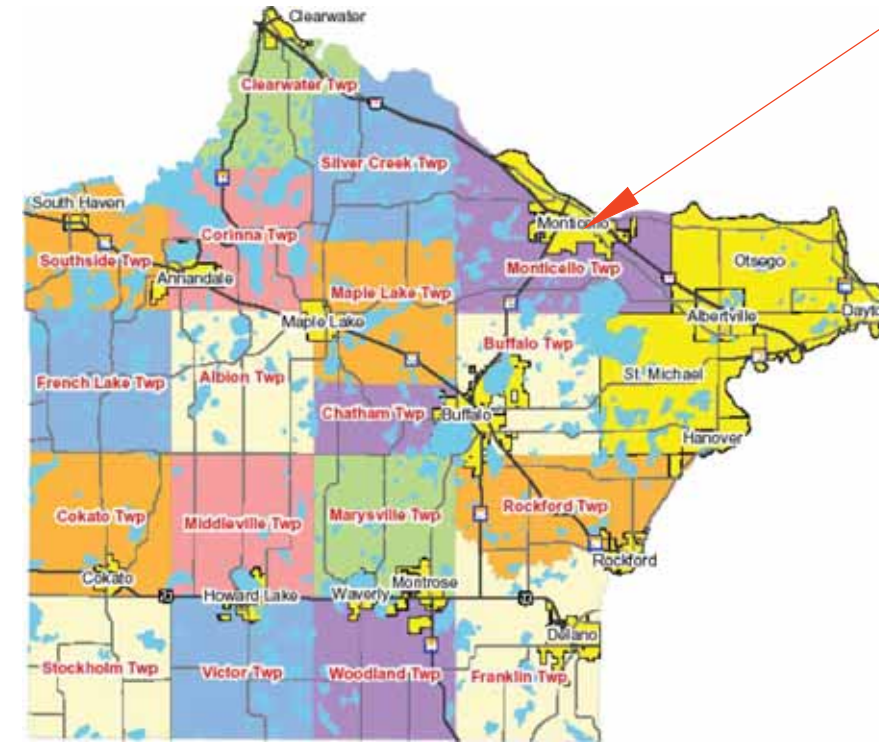 Clearwater
Clearwater Twp
Silver Creek Twp
South Haven
Monticello
Corinna Twp
Southside Twp
Otsego
Monticello Twp
Annandale
Maple Lake Twp
Albertville
Dayto
Maple Lake
Buffalo Twp
St. Michael
French Lake Twp
Albion Twp
Chatham Twp
Buffalo
Hanover
Rockford Twp
Cokato Twp
Middleville Twp
Marysville Twp
Rockford
Cokato
Montrose
Howard Lake
Waverly
Delano
Stockholm Twp
Victor Twp
Woodland Twp
Franklin Twp